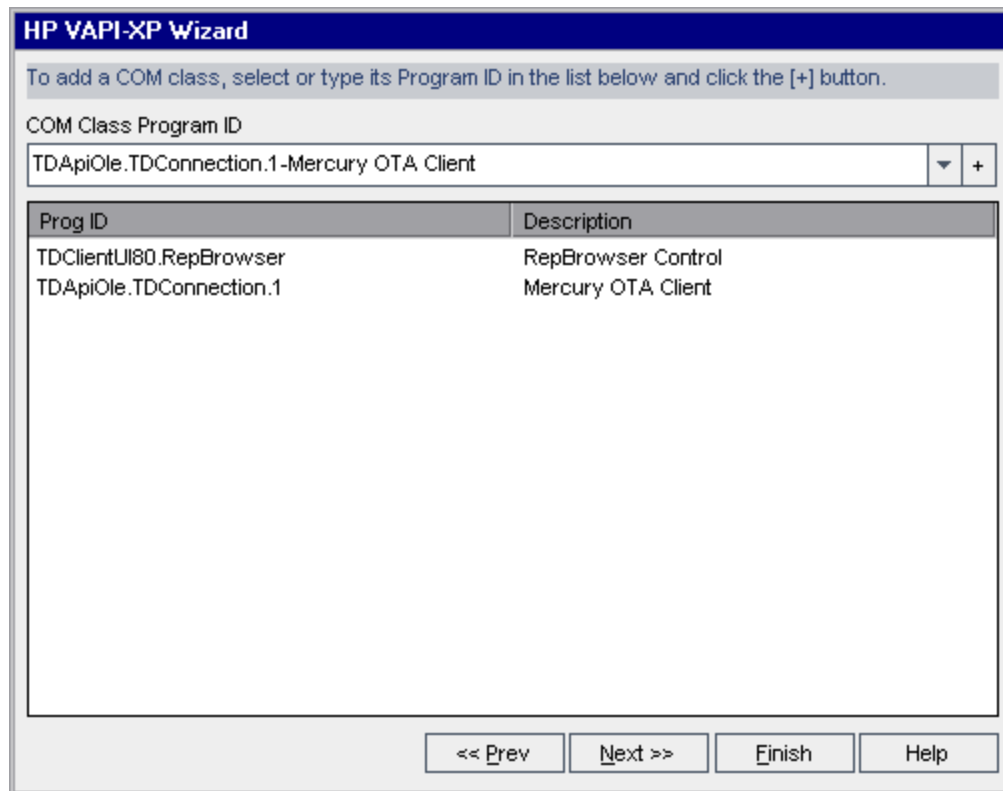 HP VAPI-XP Wizard
To add a COM class, select or type its Program ID in the list below and click the [+] button.
COM Class Program ID
TDApiOle.TDConnection.1-Mercury OTA Client +
Prog ID Description
TDClientUI80.RepBrowser RepBrowser Control
TDApiOle.TDConnection.1 Mercury OTA Client
<< Prev Next >> Finish Help